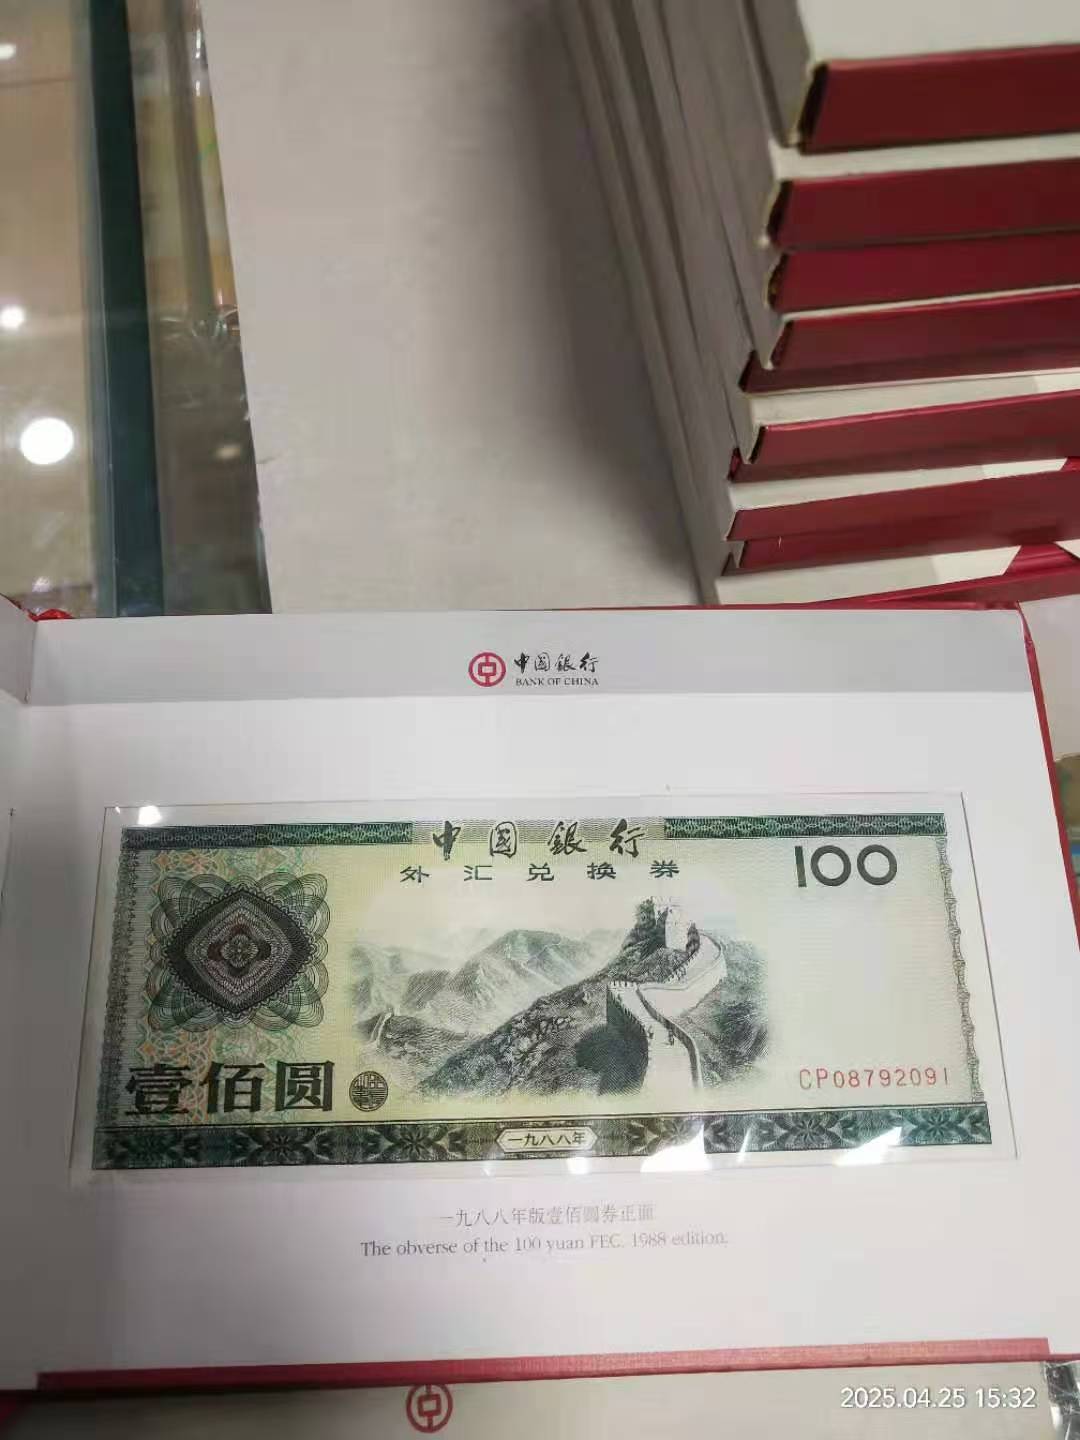 中国銀行
BANK OF CHINA
中国銀行
外汇兑换券
100
壹佰圆
CP08792091
一九八八年
一九八八年版壹佰圆券正面
The obverse of the 100 yuan FEC. 1988 edition.
2025.04.25 15:32